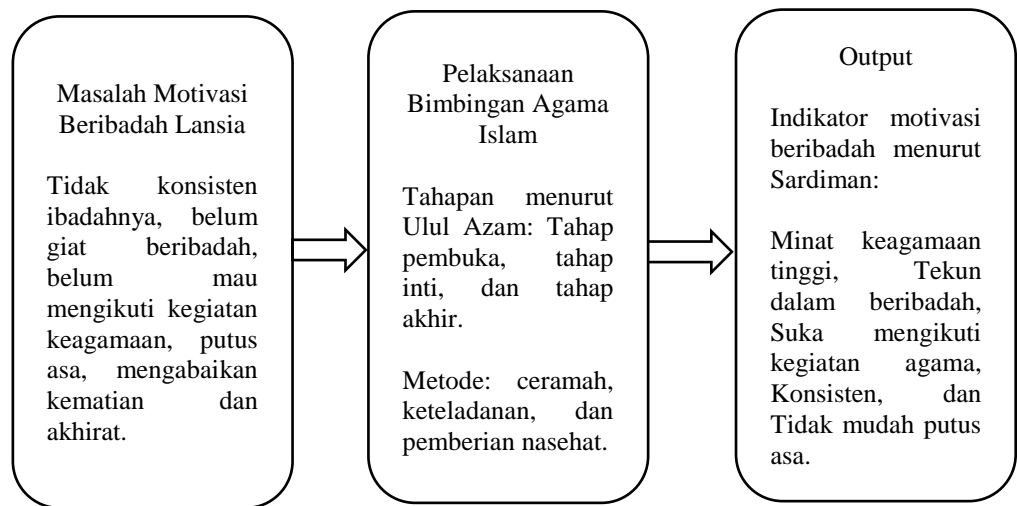 Masalah Motivasi
Beribadah Lansia
Tidak konsisten
ibadahnya, belum
giat beribadah,
belum mau
mengikuti kegiatan
keagamaan, putus
asa, mengabaikan
kematian dan
akhirat.
Pelaksanaan
Bimbingan Agama
Islam
Tahapan menurut
Ulul Azam: Tahap
pembuka, tahap
inti, dan tahap
akhir.
Metode: ceramah,
keteladanan, dan
pemberian nasehat.
Output
Indikator motivasi
beribadah menurut
Sardiman:
Minat keagamaan
tinggi, Tekun
dalam beribadah,
Suka mengikuti
kegiatan agama,
Konsisten, dan
Tidak mudah putus
asa.